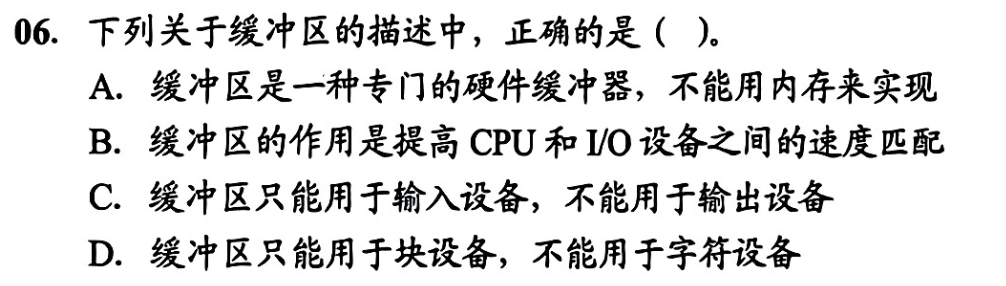 06. 下列关于缓冲区的描述中，正确的是（ ）。
A. 缓冲区是一种专门的硬件缓冲器，不能用内存来实现
B. 缓冲区的作用是提高 CPU 和 I/O 设备之间的速度匹配
C. 缓冲区只能用于输入设备，不能用于输出设备
D. 缓冲区只能用于块设备，不能用于字符设备